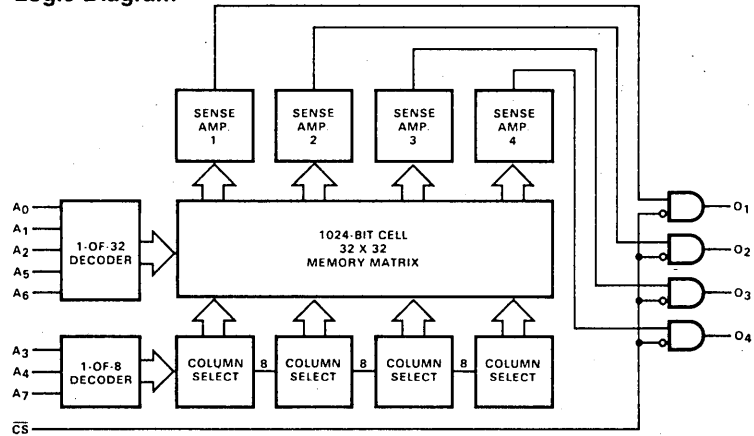 Logic Diagram
SENSE
AMP.
1
SENSE
AMP.
2
SENSE
AMP.
3
SENSE
AMP.
4
A0
A1
A2
A5
A6
1-OF-32
DECODER
1024-BIT CELL
32 X 32
MEMORY MATRIX
O1
O2
O3
O4
A3
A4
A7
1-OF-8
DECODER
COLUMN
SELECT
8
COLUMN
SELECT
8
COLUMN
SELECT
8
COLUMN
SELECT
C̅S̅